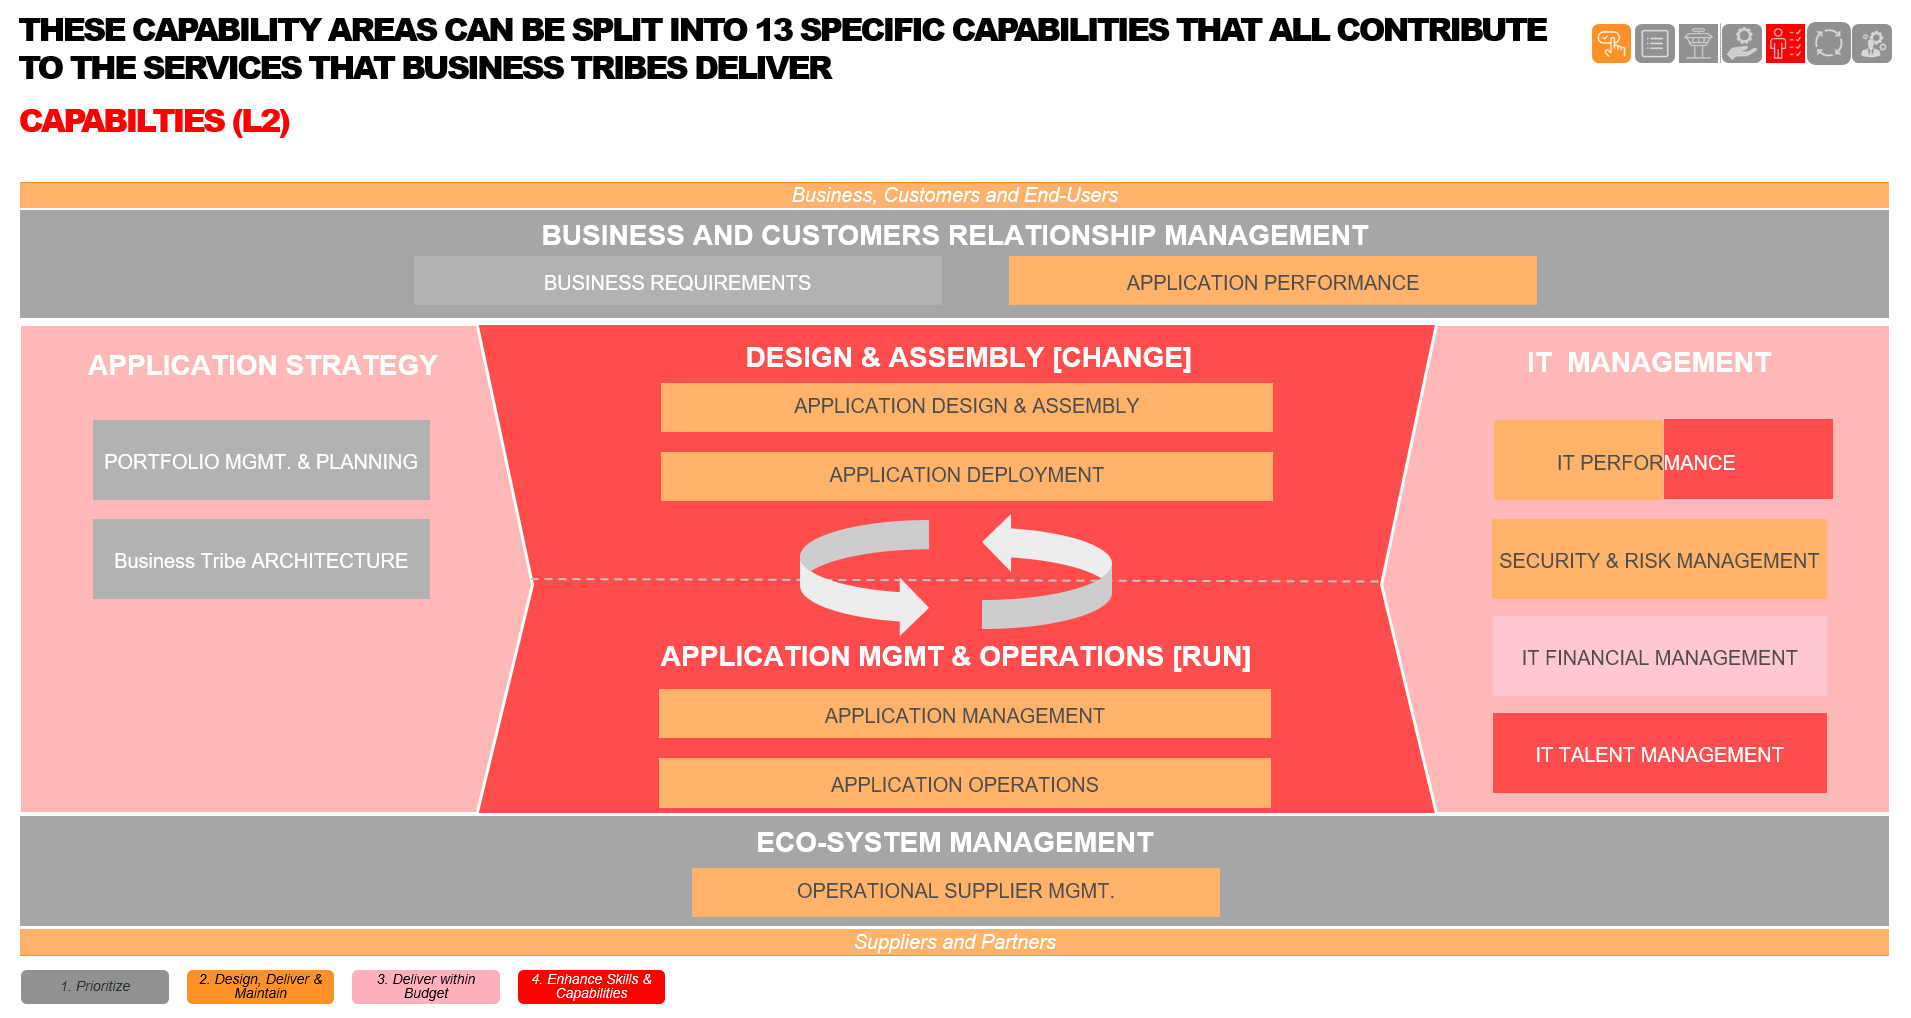 THESE CAPABILITY AREAS CAN BE SPLIT INTO 13 SPECIFIC CAPABILITIES THAT ALL CONTRIBUTE
TO THE SERVICES THAT BUSINESS TRIBES DELIVER
CAPABILTIES (L2)
Business, Customers and End-Users
BUSINESS AND CUSTOMERS RELATIONSHIP MANAGEMENT
BUSINESS REQUIREMENTS
APPLICATION PERFORMANCE
APPLICATION STRATEGY
PORTFOLIO MGMT. & PLANNING
Business Tribe ARCHITECTURE
DESIGN & ASSEMBLY [CHANGE]
APPLICATION DESIGN & ASSEMBLY
APPLICATION DEPLOYMENT
APPLICATION MGMT & OPERATIONS [RUN]
APPLICATION MANAGEMENT
APPLICATION OPERATIONS
IT  MANAGEMENT
IT PERFORMANCE
SECURITY & RISK MANAGEMENT
IT FINANCIAL MANAGEMENT
IT TALENT MANAGEMENT
ECO-SYSTEM MANAGEMENT
OPERATIONAL SUPPLIER MGMT.
Suppliers and Partners
1. Prioritize
2. Design, Deliver &
Maintain
3. Deliver within
Budget
4. Enhance Skills &
Capabilities